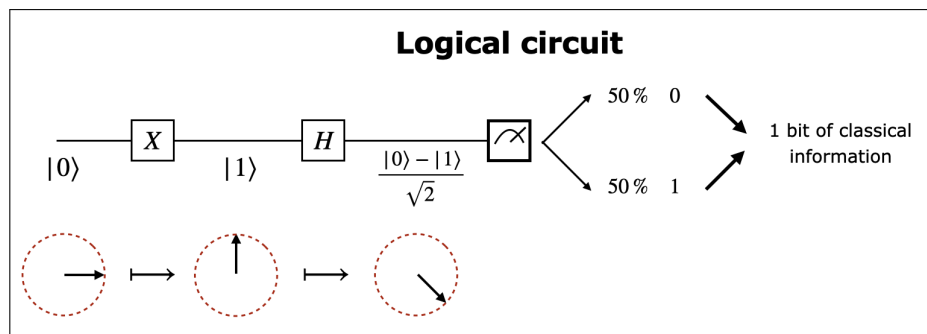 Logical circuit
50 % 0
X
H
1 bit of classical
information
|0⟩
|1⟩
|0⟩ − |1⟩
√2
50 % 1